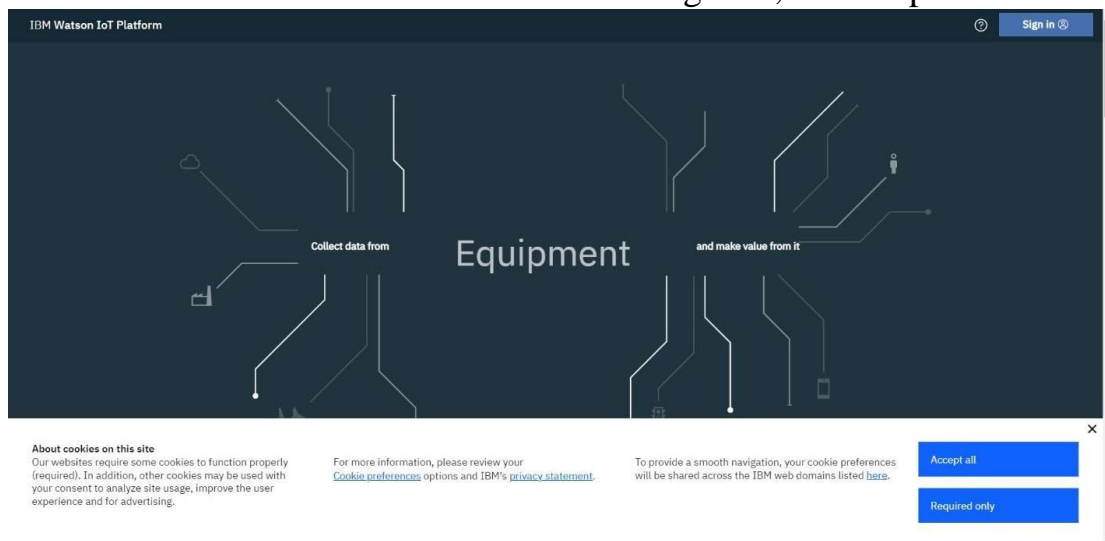 IBM Watson IoT Platform
Sign in
Collect data from
Equipment
and make value from it
About cookies on this site
Our websites require some cookies to function properly
(required). In addition, other cookies may be used with
your consent to analyze site usage, improve the user
experience and for advertising.
For more information, please review your
Cookie preferences options and IBM's privacy statement.
To provide a smooth navigation, your cookie preferences
will be shared across the IBM web domains listed here.
Accept all
Required only